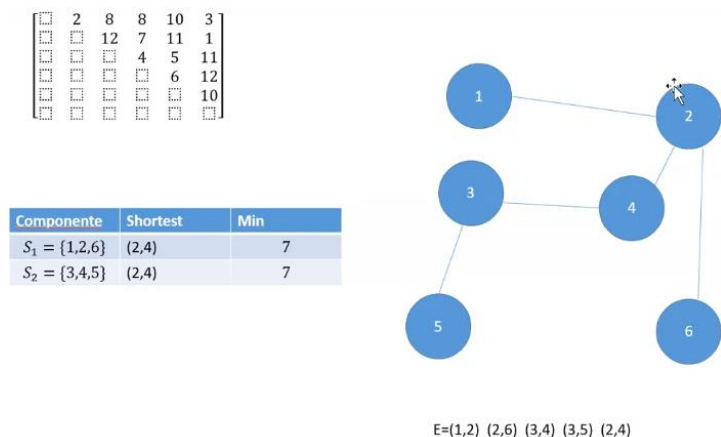 2 8 8 10 3
12 7 11 1
4 5 11
6 12
10
Componente Shortest Min
S₁ = {1,2,6} (2,4) 7
S₂ = {3,4,5} (2,4) 7
1
2
3
4
5
6
E=(1,2) (2,6) (3,4) (3,5) (2,4)